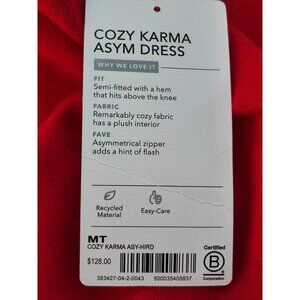 COZY KARMA
ASYM DRESS
WHY WE LOVE IT
FIT
Semi-fitted with a hem
that hits above the knee
FABRIC
Remarkably cozy fabric
has a plush interior
FAVE
Asymmetrical zipper
adds a hint of flash
Recycled
Material
Easy-Care
MT
COZY KARMA ASY-HIRD
$128.00
383427-04-2-0043
500035405837
Certified
B
Corporation